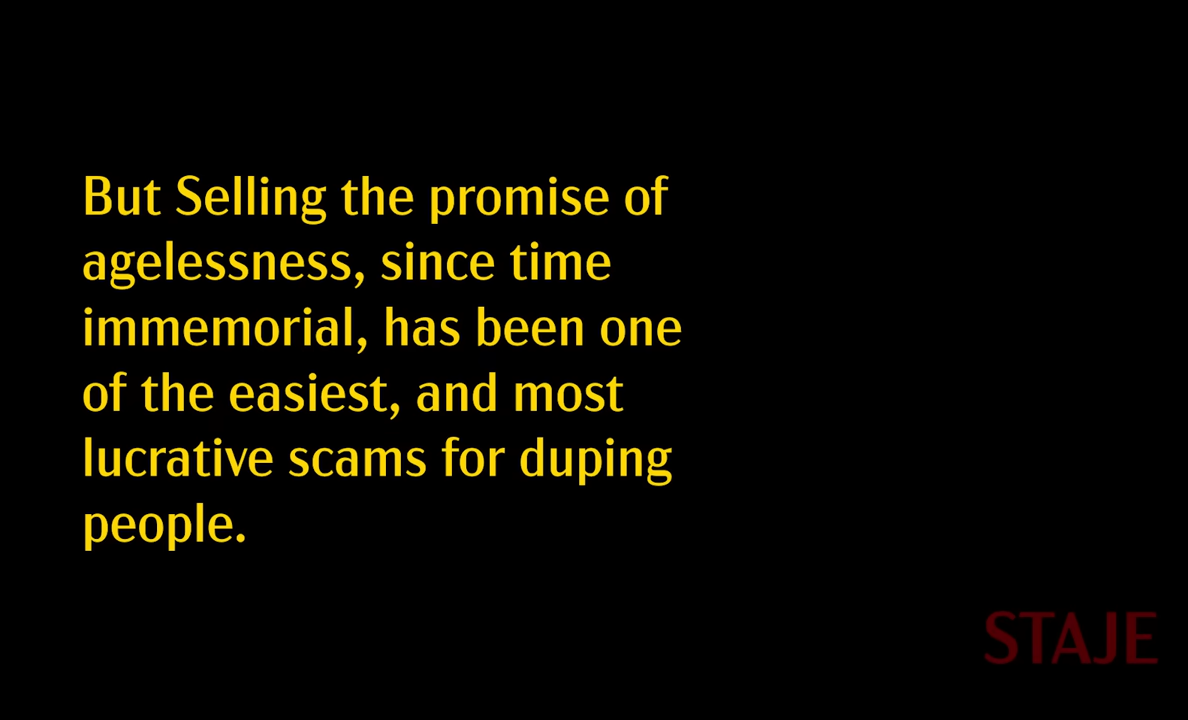 But Selling the promise of
agelessness, since time
immemorial, has been one
of the easiest, and most
lucrative scams for duping
people.
STAJE